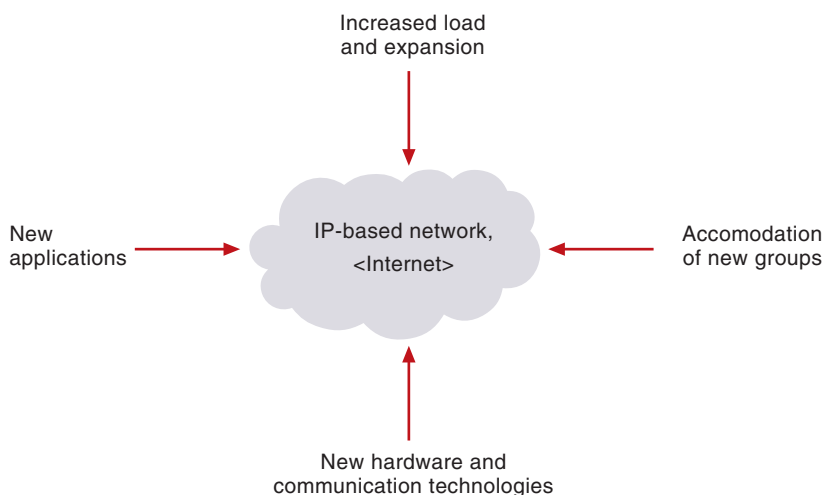 Increased load
and expansion
New
applications
IP-based network,
<Internet>
Accomodation
of new groups
New hardware and
communication technologies